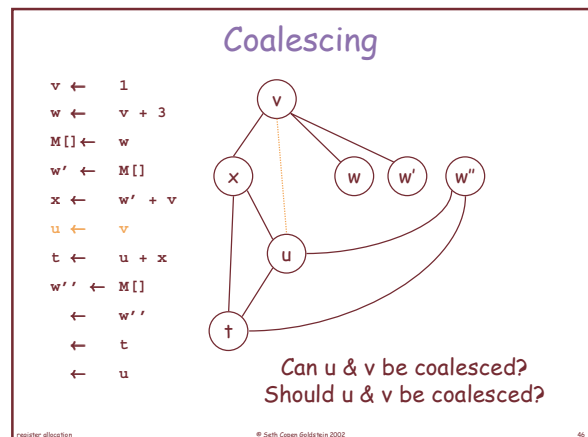 Coalescing
v ← 1
w ← v + 3
M[] ← w
w' ← M[]
x ← w' + v
u ← v
t ← u + x
w'' ← M[]
← w''
← t
← u
v
x
w
w'
w"
u
t
Can u & v be coalesced?
Should u & v be coalesced?
register allocation
© Seth Copen Goldstein 2002
46